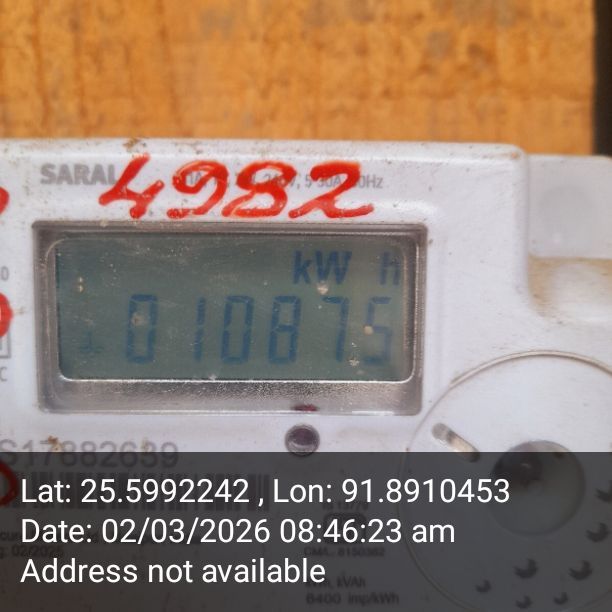 SARAL
4982
kW h
010875
S17882639
Lat: 25.5992242 , Lon: 91.8910453
Date: 02/03/2026 08:46:23 am
Address not available
6400 imp/kWh